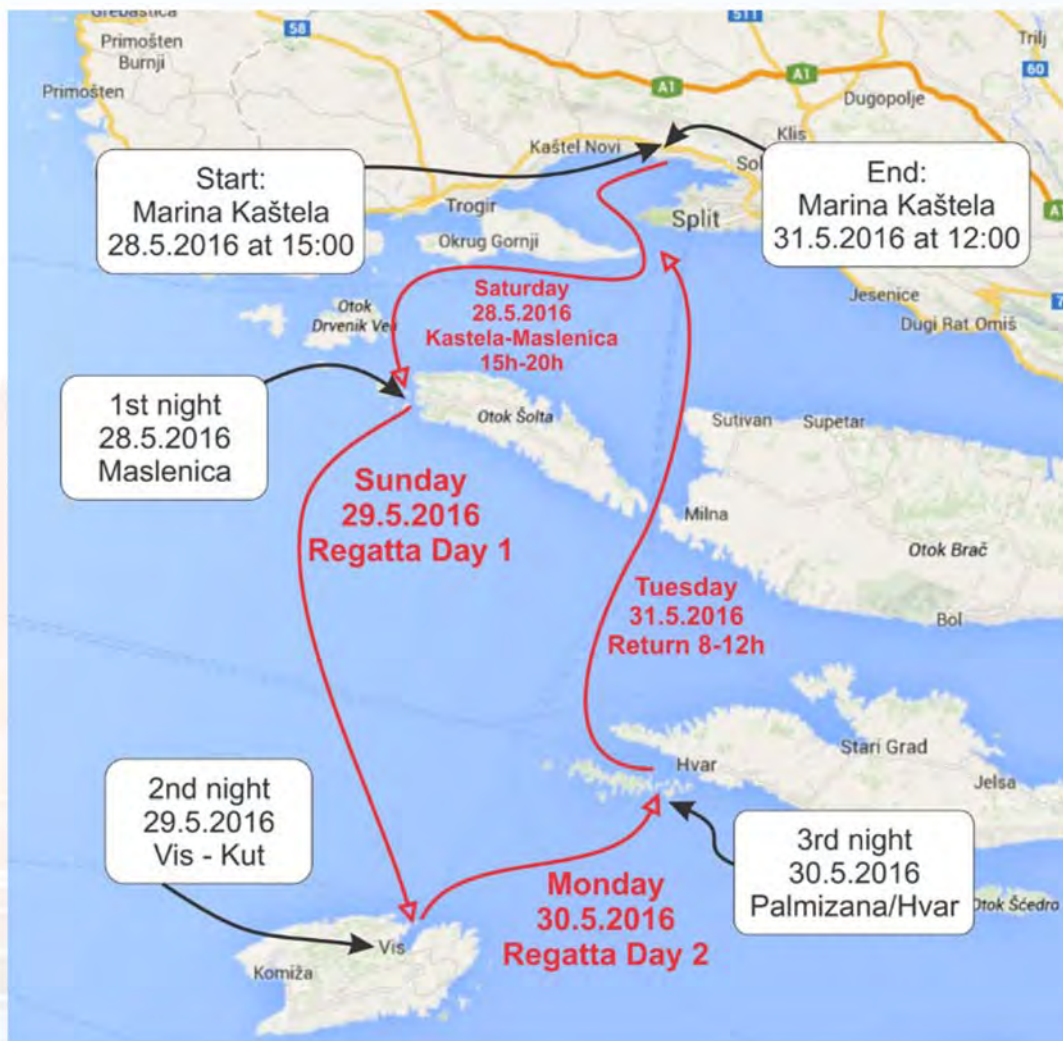 Grebaštica
58
511
Trilj
60
Primošten
Burnji
Primošten
A1
A1
Dugopolje
Klis
Kaštel Novi
Start:
Marina Kaštela
28.5.2016 at 15:00
End:
Marina Kaštela
31.5.2016 at 12:00
Trogir
Split
Okrug Gornji
Jesenice
Dugi Rat
Omiš
Otok
Saturday
28.5.2016
Kastela-Maslenica
15h-20h
1st night
28.5.2016
Maslenica
Otok Šolta
Sutivan
Supetar
Sunday
29.5.2016
Regatta Day 1
Milna
Otok Brač
Tuesday
31.5.2016
Return 8-12h
Bol
Stari Grad
Hvar
Jelsa
2nd night
29.5.2016
Vis - Kut
3rd night
30.5.2016
Palmizana/Hvar
Otok Šćedro
Monday
30.5.2016
Regatta Day 2
Vis
Komiža